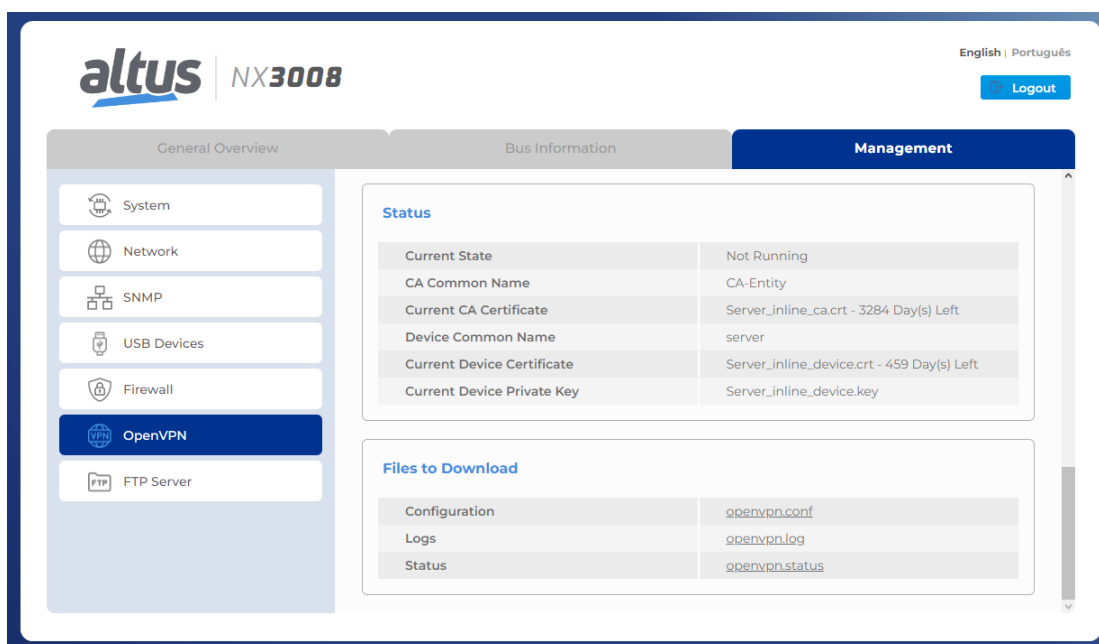 altus NX3008
English | Português
Logout
General Overview Bus Information Management
System
Network
SNMP
USB Devices
Firewall
VPN OpenVPN
FTP FTP Server
Status
Current State Not Running
CA Common Name CA-Entity
Current CA Certificate Server_inline_ca.crt - 3284 Day(s) Left
Device Common Name server
Current Device Certificate Server_inline_device.crt - 459 Day(s) Left
Current Device Private Key Server_inline_device.key
Files to Download
Configuration openvpn.conf
Logs openvpn.log
Status openvpn.status